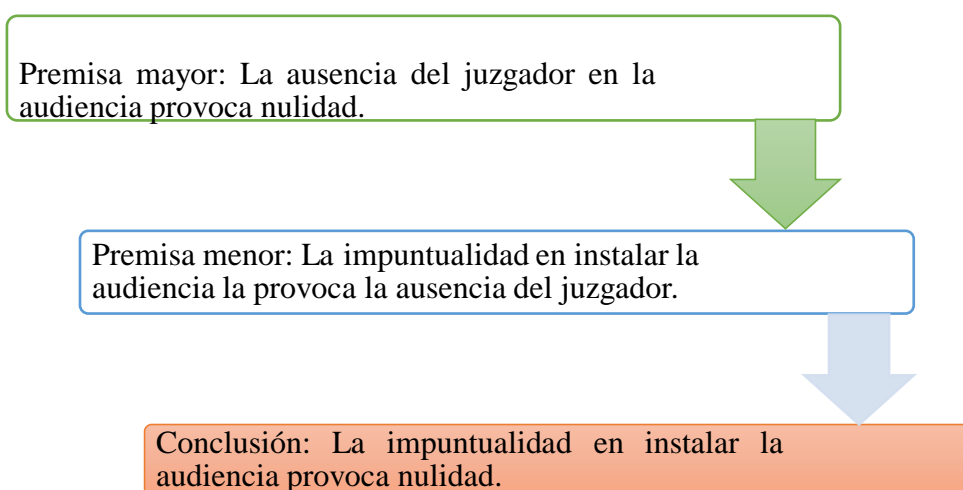 Premisa mayor: La ausencia del juzgador en la
audiencia provoca nulidad.
Premisa menor: La impuntualidad en instalar la
audiencia la provoca la ausencia del juzgador.
Conclusión: La impuntualidad en instalar la
audiencia provoca nulidad.